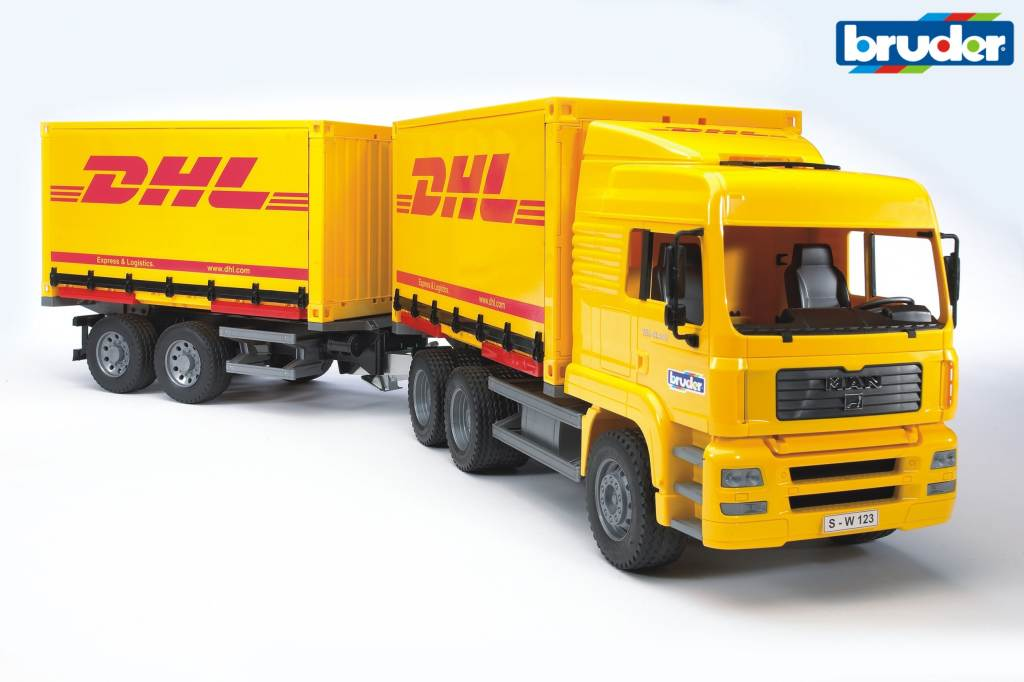 bruder
DHL
Express & Logistics.
www.dhl.com
DHL
Express & Logistics.
www.dhl.com
DHL
bruder
MAN
S - W 123